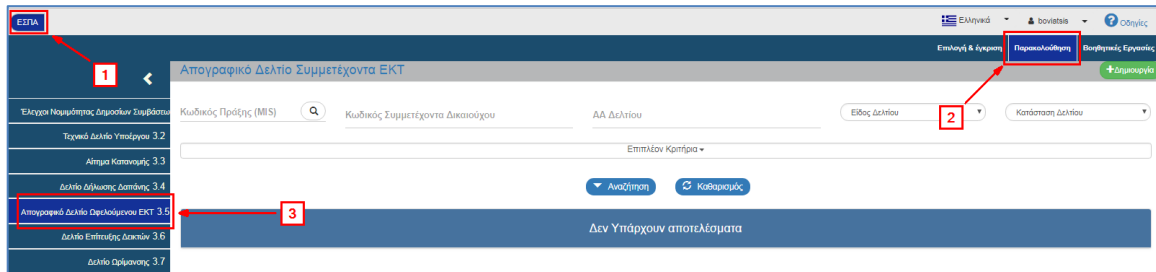 ΕΣΠΑ
Ελληνικά
boviatsis
? Οδηγίες
Επιλογή & έγκριση
Παρακολούθηση
Βοηθητικές Εργασίες
1
Απογραφικό Δελτίο Συμμετέχοντα ΕΚΤ
+Δημιουργία
Έλεγχοι Νομιμότητας Δημοσίων Συμβάσεω
Κωδικός Πράξης (MIS)
Κωδικός Συμμετέχοντα Δικαιούχου
ΑΑ Δελτίου
Είδος Δελτίου
2
Κατάσταση Δελτίου
Τεχνικό Δελτίο Υποέργου 3.2
Επιπλέον Κριτήρια
Αίτημα Κατανομής 3.3
Δελτίο Δήλωσης Δαπάνης 3.4
Αναζήτηση
Καθαρισμός
Απογραφικό Δελτίο Ωφελούμενου ΕΚΤ 3.5
3
Δελτίο Επίτευξης Δεικτών 3.6
Δεν Υπάρχουν αποτελέσματα
Δελτίο Ωρίμανσης 3.7